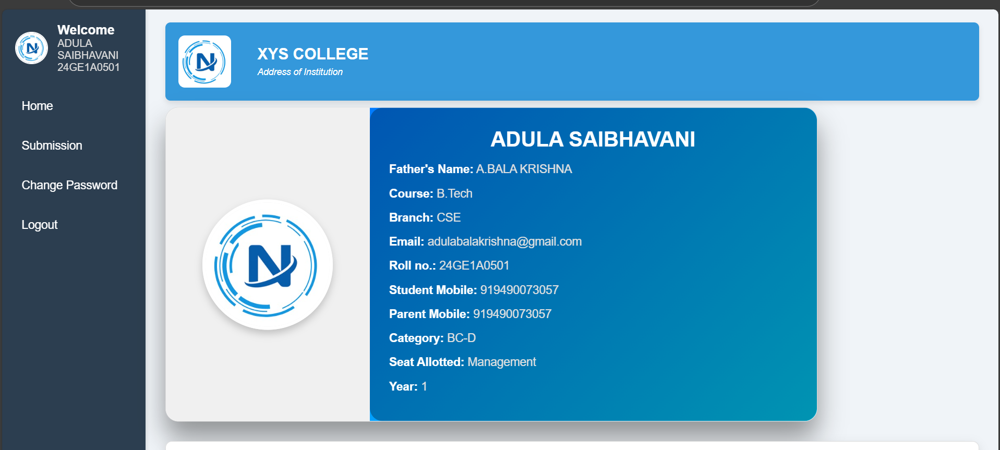 Welcome
ADULA
SAIBHAVANI
24GE1A0501
Home
Submission
Change Password
Logout
N
XYS COLLEGE
Address of Institution
N
ADULA SAIBHAVANI
Father's Name: A.BALA KRISHNA
Course: B.Tech
Branch: CSE
Email: adulabalakrishna@gmail.com
Roll no.: 24GE1A0501
Student Mobile: 919490073057
Parent Mobile: 919490073057
Category: BC-D
Seat Allotted: Management
Year: 1
N